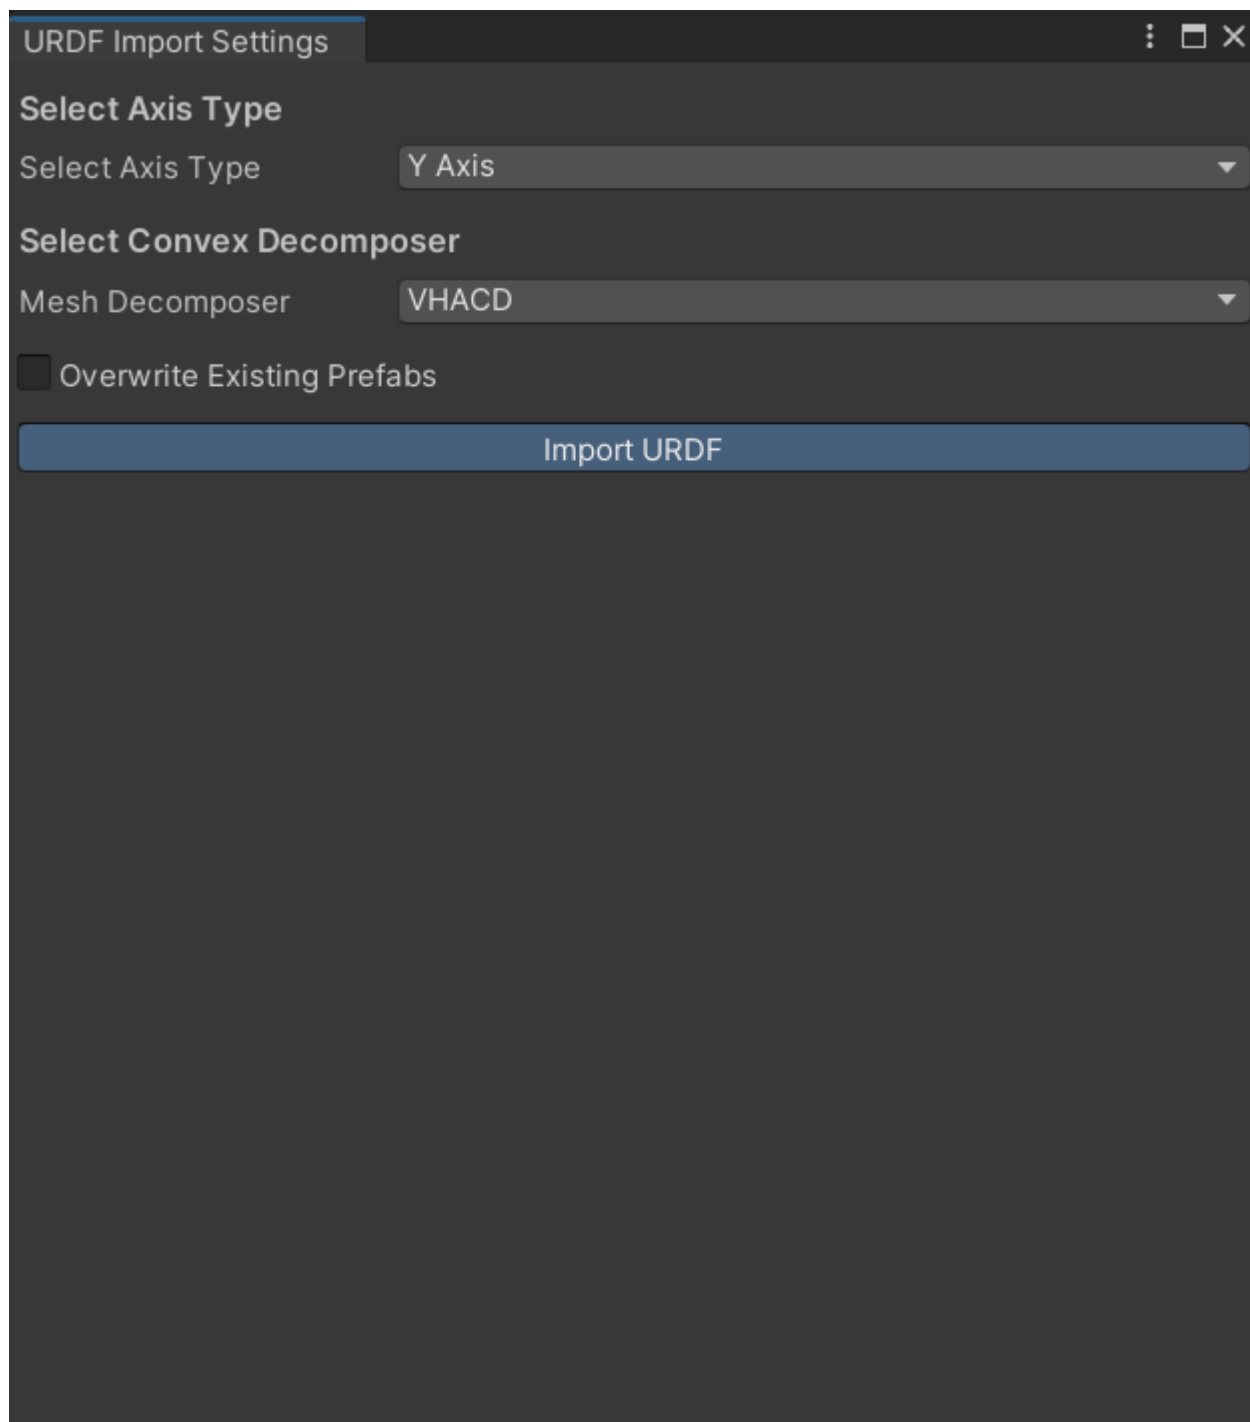 URDF Import Settings
Select Axis Type
Select Axis Type Y Axis
Select Convex Decomposer
Mesh Decomposer VHACD
Overwrite Existing Prefabs
Import URDF